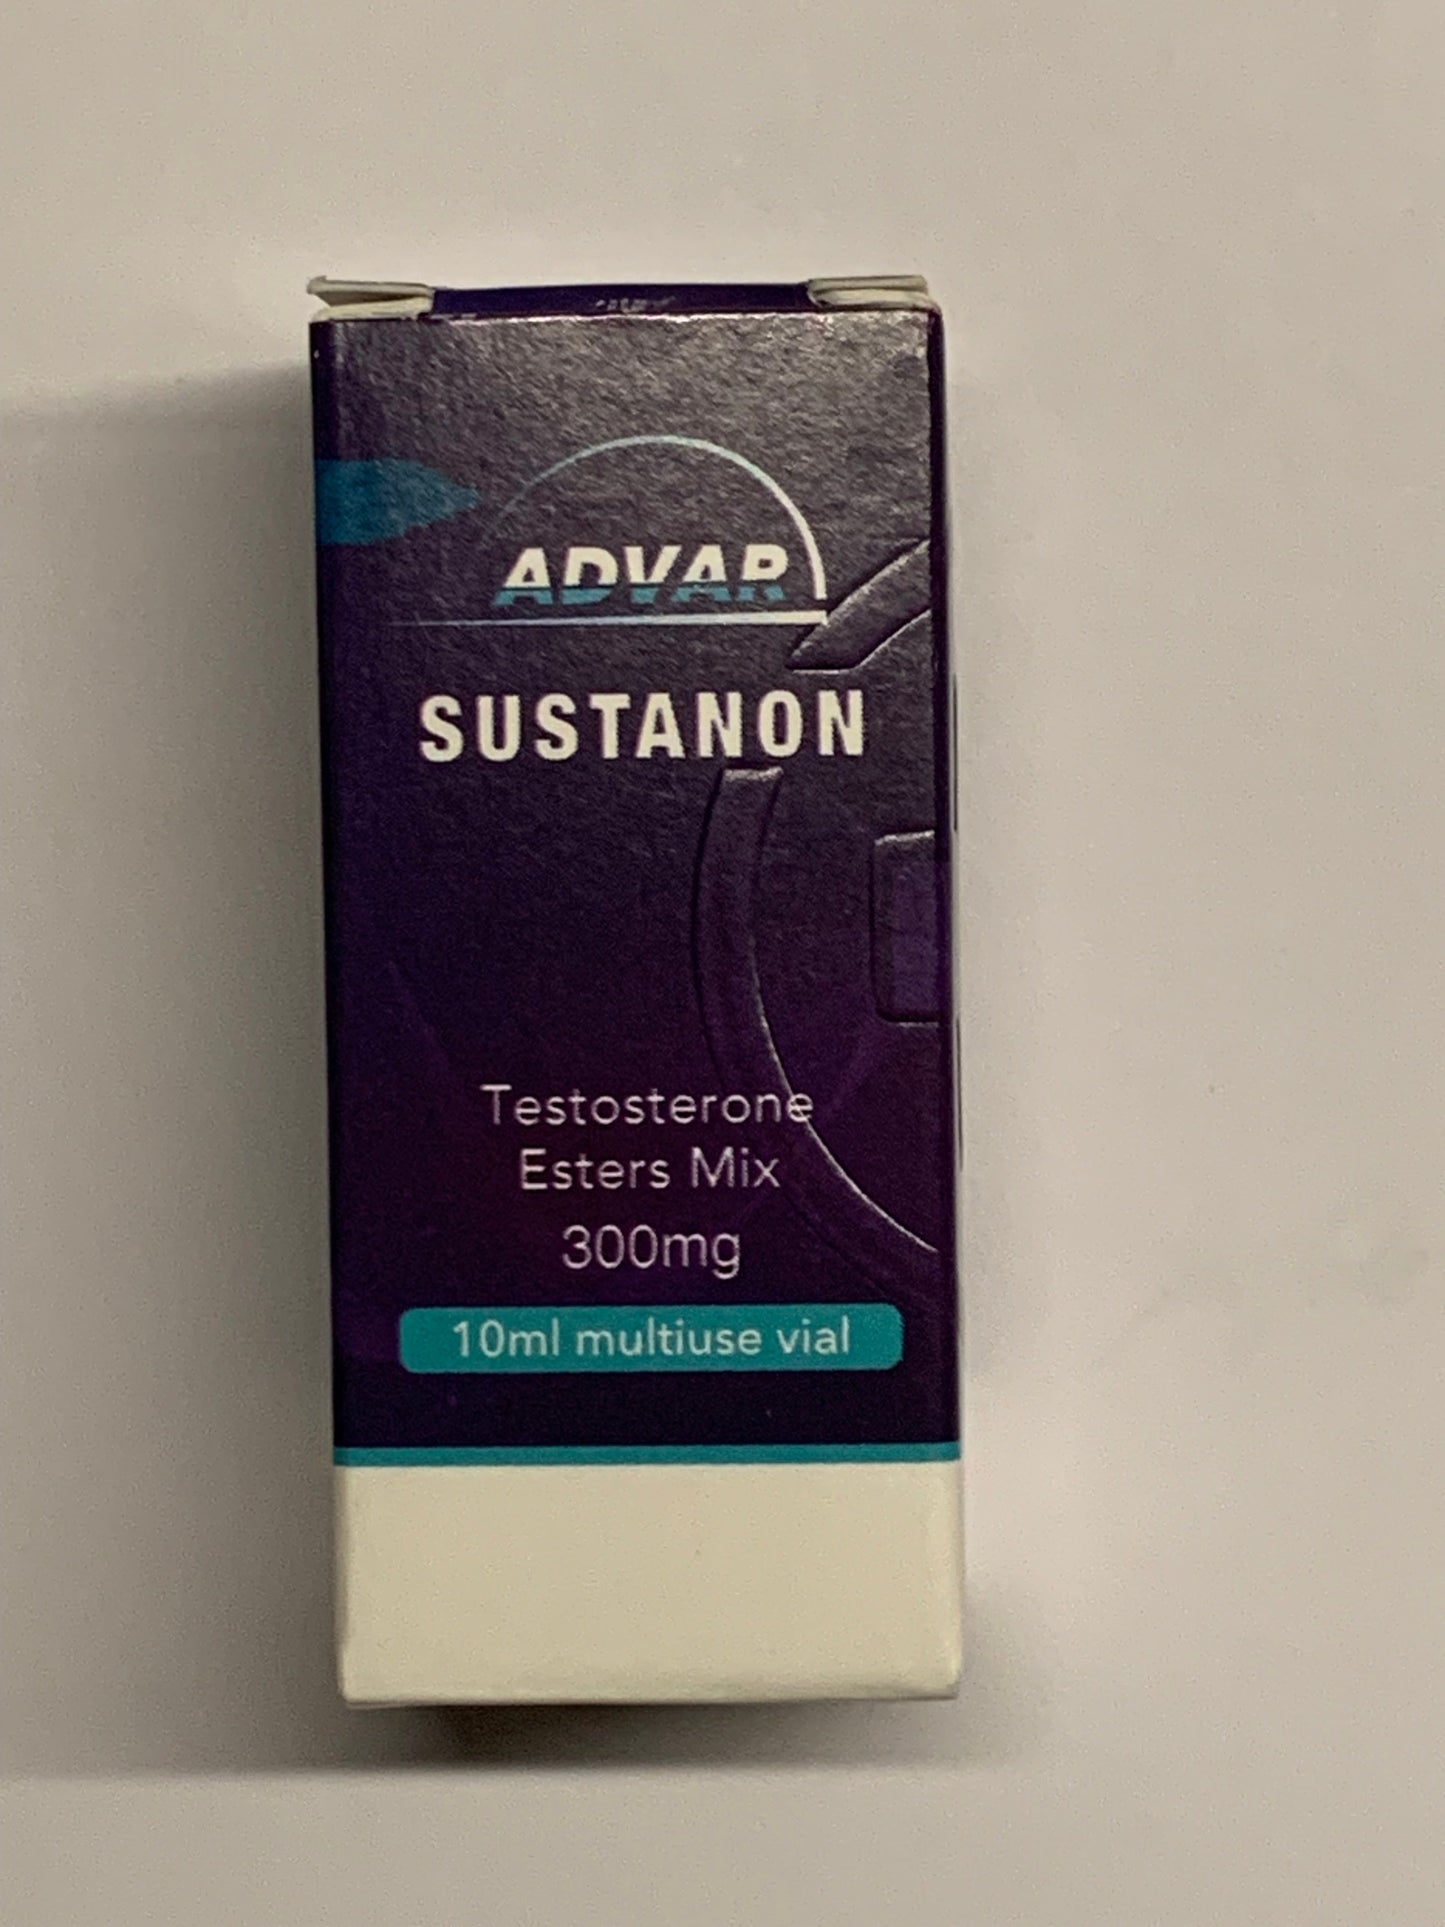 ADVAR
SUSTANON
Testosterone
Esters Mix
300mg
10ml multiuse vial